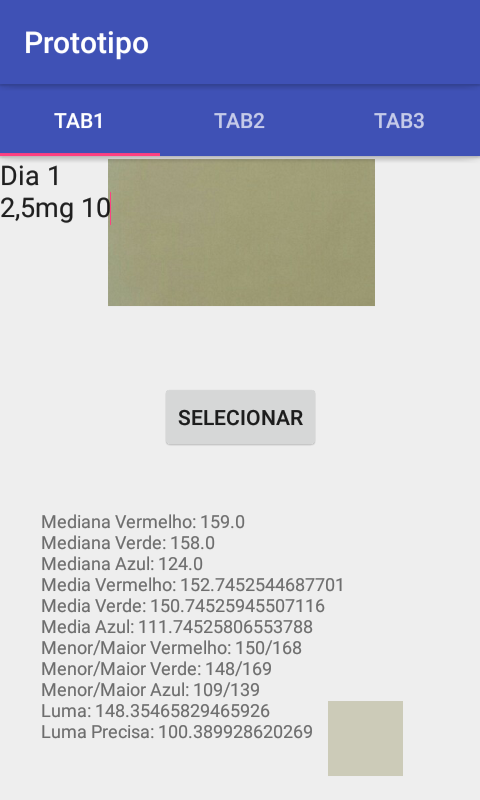 Prototipo
TAB1 TAB2 TAB3
Dia 1
2,5mg 10
SELECIONAR
Mediana Vermelho: 159.0
Mediana Verde: 158.0
Mediana Azul: 124.0
Media Vermelho: 152.7452544687701
Media Verde: 150.74525945507116
Media Azul: 111.74525806553788
Menor/Maior Vermelho: 150/168
Menor/Maior Verde: 148/169
Menor/Maior Azul: 109/139
Luma: 148.35465829465926
Luma Precisa: 100.389928620269